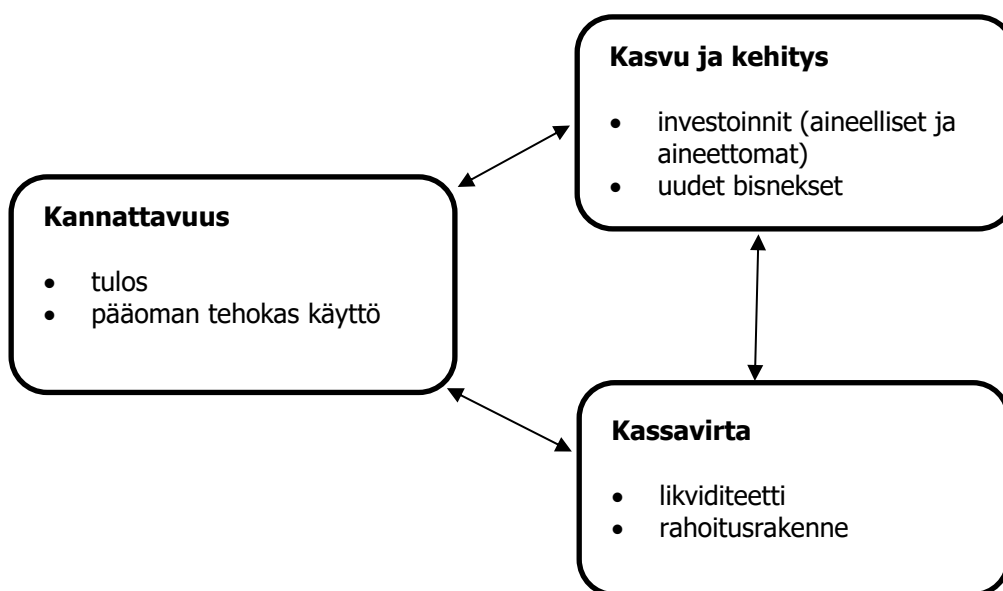 Kasvu ja kehitys
• investoinnit (aineelliset ja
aineettomat)
• uudet bisnekset
Kannattavuus
• tulos
• pääoman tehokas käyttö
Kassavirta
• likviditeetti
• rahoitusrakenne